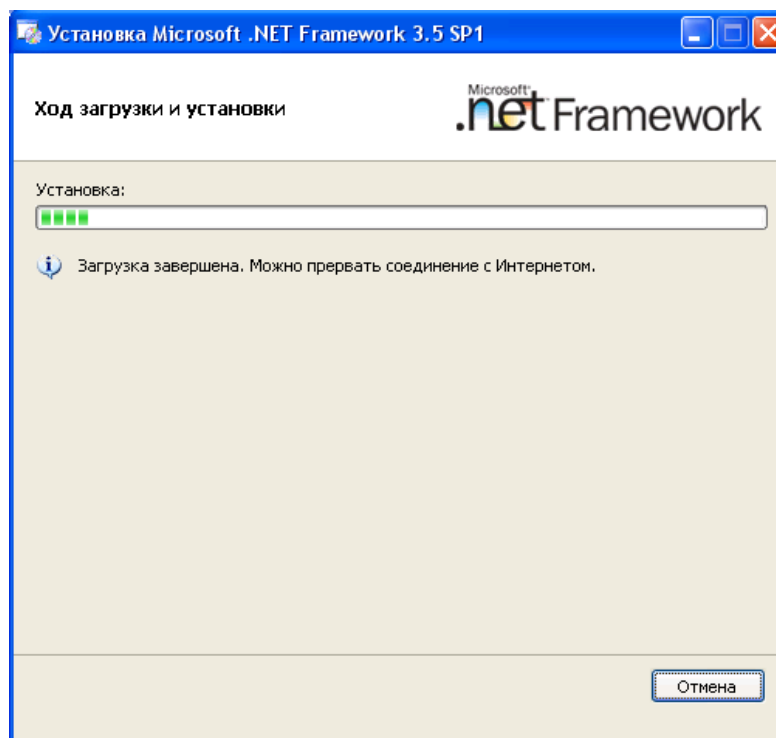 Установка Microsoft .NET Framework 3.5 SP1
Ход загрузки и установки
Microsoft
.net Framework
Установка:
Загрузка завершена. Можно прервать соединение с Интернетом.
Отмена